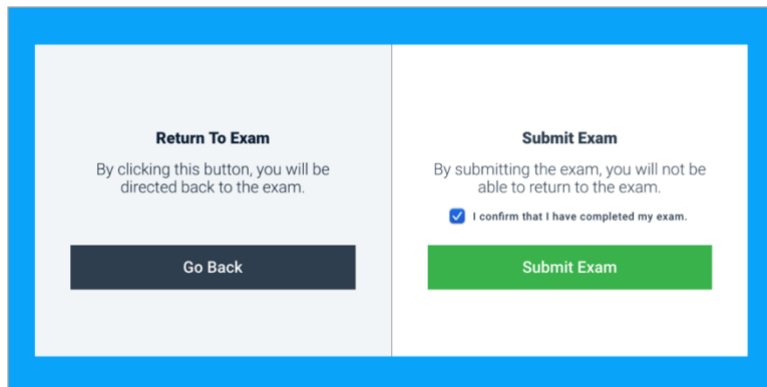 Return To Exam
By clicking this button, you will be
directed back to the exam.
Go Back
Submit Exam
By submitting the exam, you will not be
able to return to the exam.
I confirm that I have completed my exam.
Submit Exam